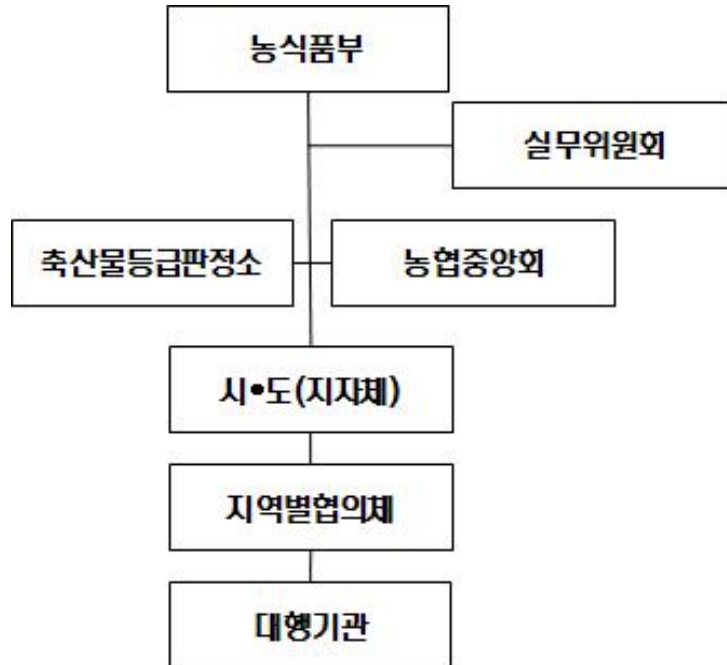 농식품부
실무위원회
축산물등급판정소
농협중앙회
시•도(지자체)
지역별협의체
대행기관